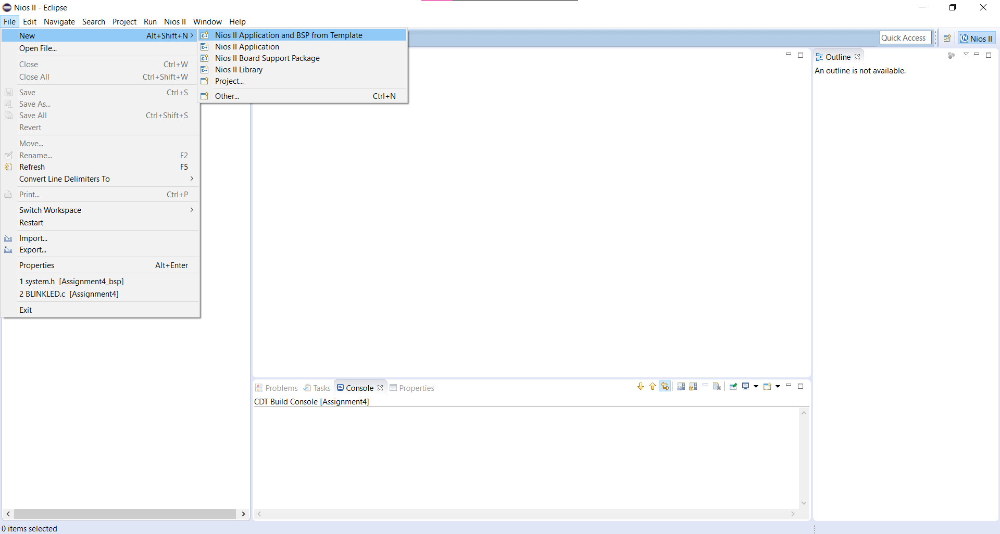 Nios II - Eclipse
File Edit Navigate Search Project Run Nios II Window Help
New Alt+Shift+N
Open File...
Close Ctrl+W
Close All Ctrl+Shift+W
Save Ctrl+S
Save As...
Save All Ctrl+Shift+S
Revert
Move...
Rename... F2
Refresh F5
Convert Line Delimiters To
Print... Ctrl+P
Switch Workspace
Restart
Import...
Export...
Properties Alt+Enter
1 system.h [Assignment4_bsp]
2 BLINKLED.c [Assignment4]
Exit
Nios II Application and BSP from Template
Nios II Application
Nios II Board Support Package
Nios II Library
Project...
Other... Ctrl+N
Quick Access
Nios II
Outline
An outline is not available.
Problems Tasks Console Properties
CDT Build Console [Assignment4]
0 items selected